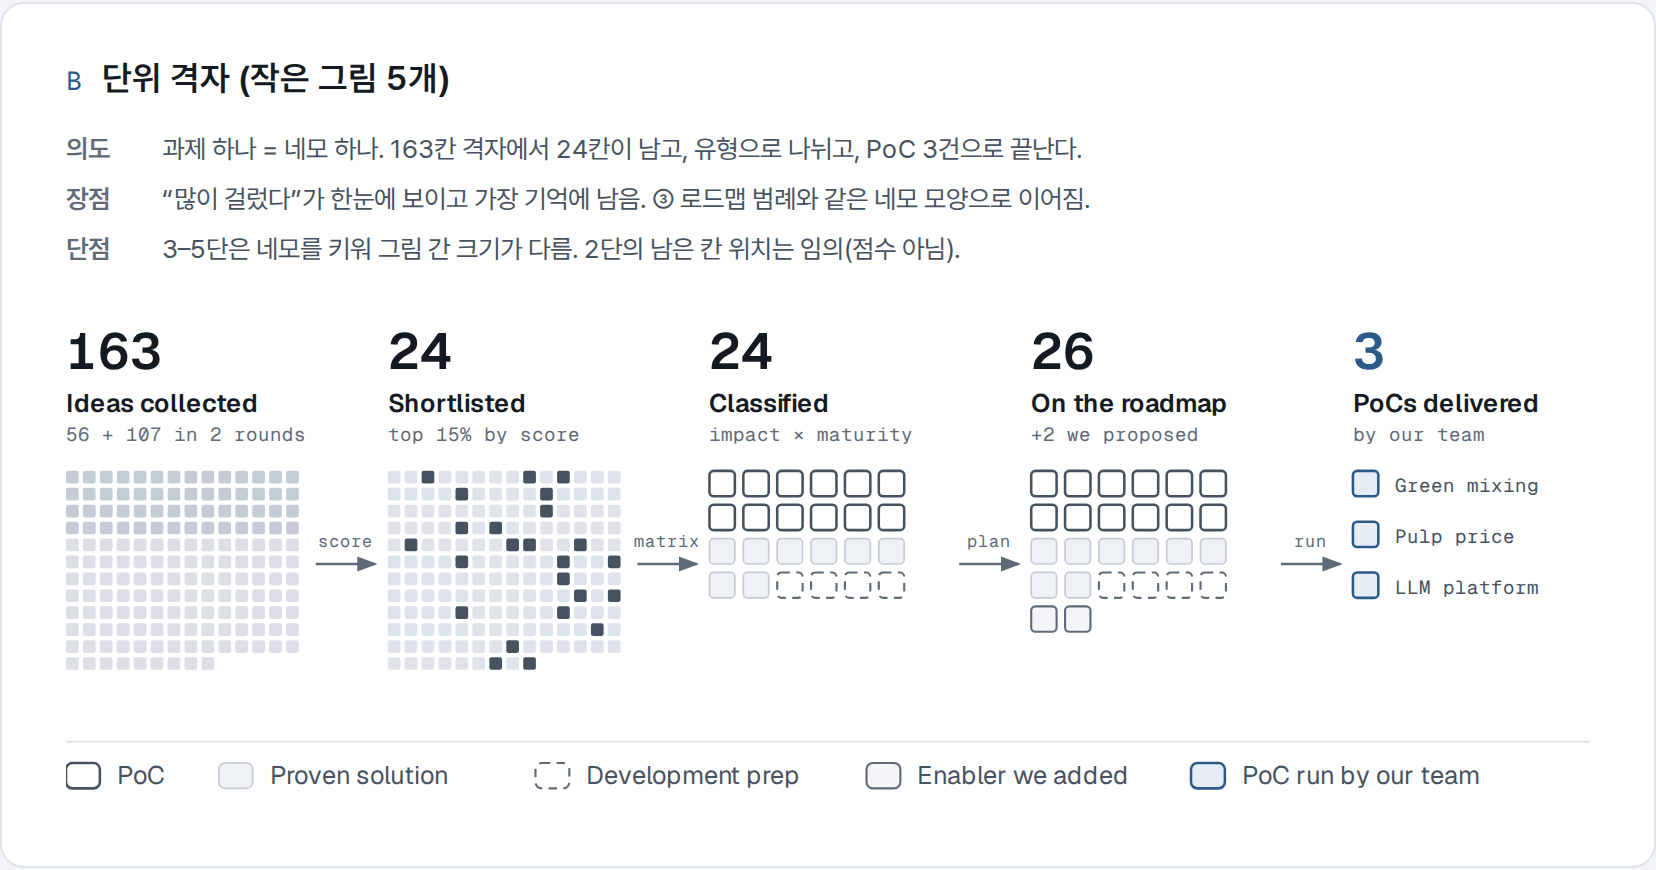 B 단위 격자 (작은 그림 5개)
의도 과제 하나 = 네모 하나. 163칸 격자에서 24칸이 남고, 유형으로 나뉘고, PoC 3건으로 끝난다.
장점 “많이 걸렀다”가 한눈에 보이고 가장 기억에 남음. ③ 로드맵 범례와 같은 네모 모양으로 이어짐.
단점 3–5단은 네모를 키워 그림 간 크기가 다름. 2단의 남은 칸 위치는 임의(점수 아님).
163
Ideas collected
56 + 107 in 2 rounds
score
24
Shortlisted
top 15% by score
matrix
24
Classified
impact × maturity
plan
26
On the roadmap
+2 we proposed
run
3
PoCs delivered
by our team
Green mixing
Pulp price
LLM platform
PoC
Proven solution
Development prep
Enabler we added
PoC run by our team